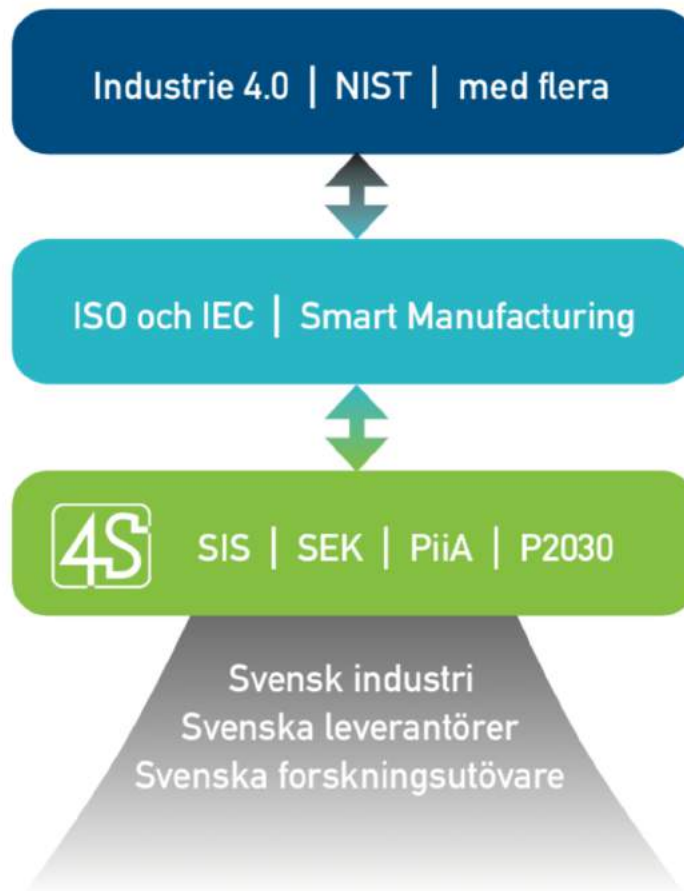 Industrie 4.0 | NIST | med flera
ISO och IEC | Smart Manufacturing
4S SIS | SEK | PiiA | P2030
Svensk industri
Svenska leverantörer
Svenska forskningsutövare